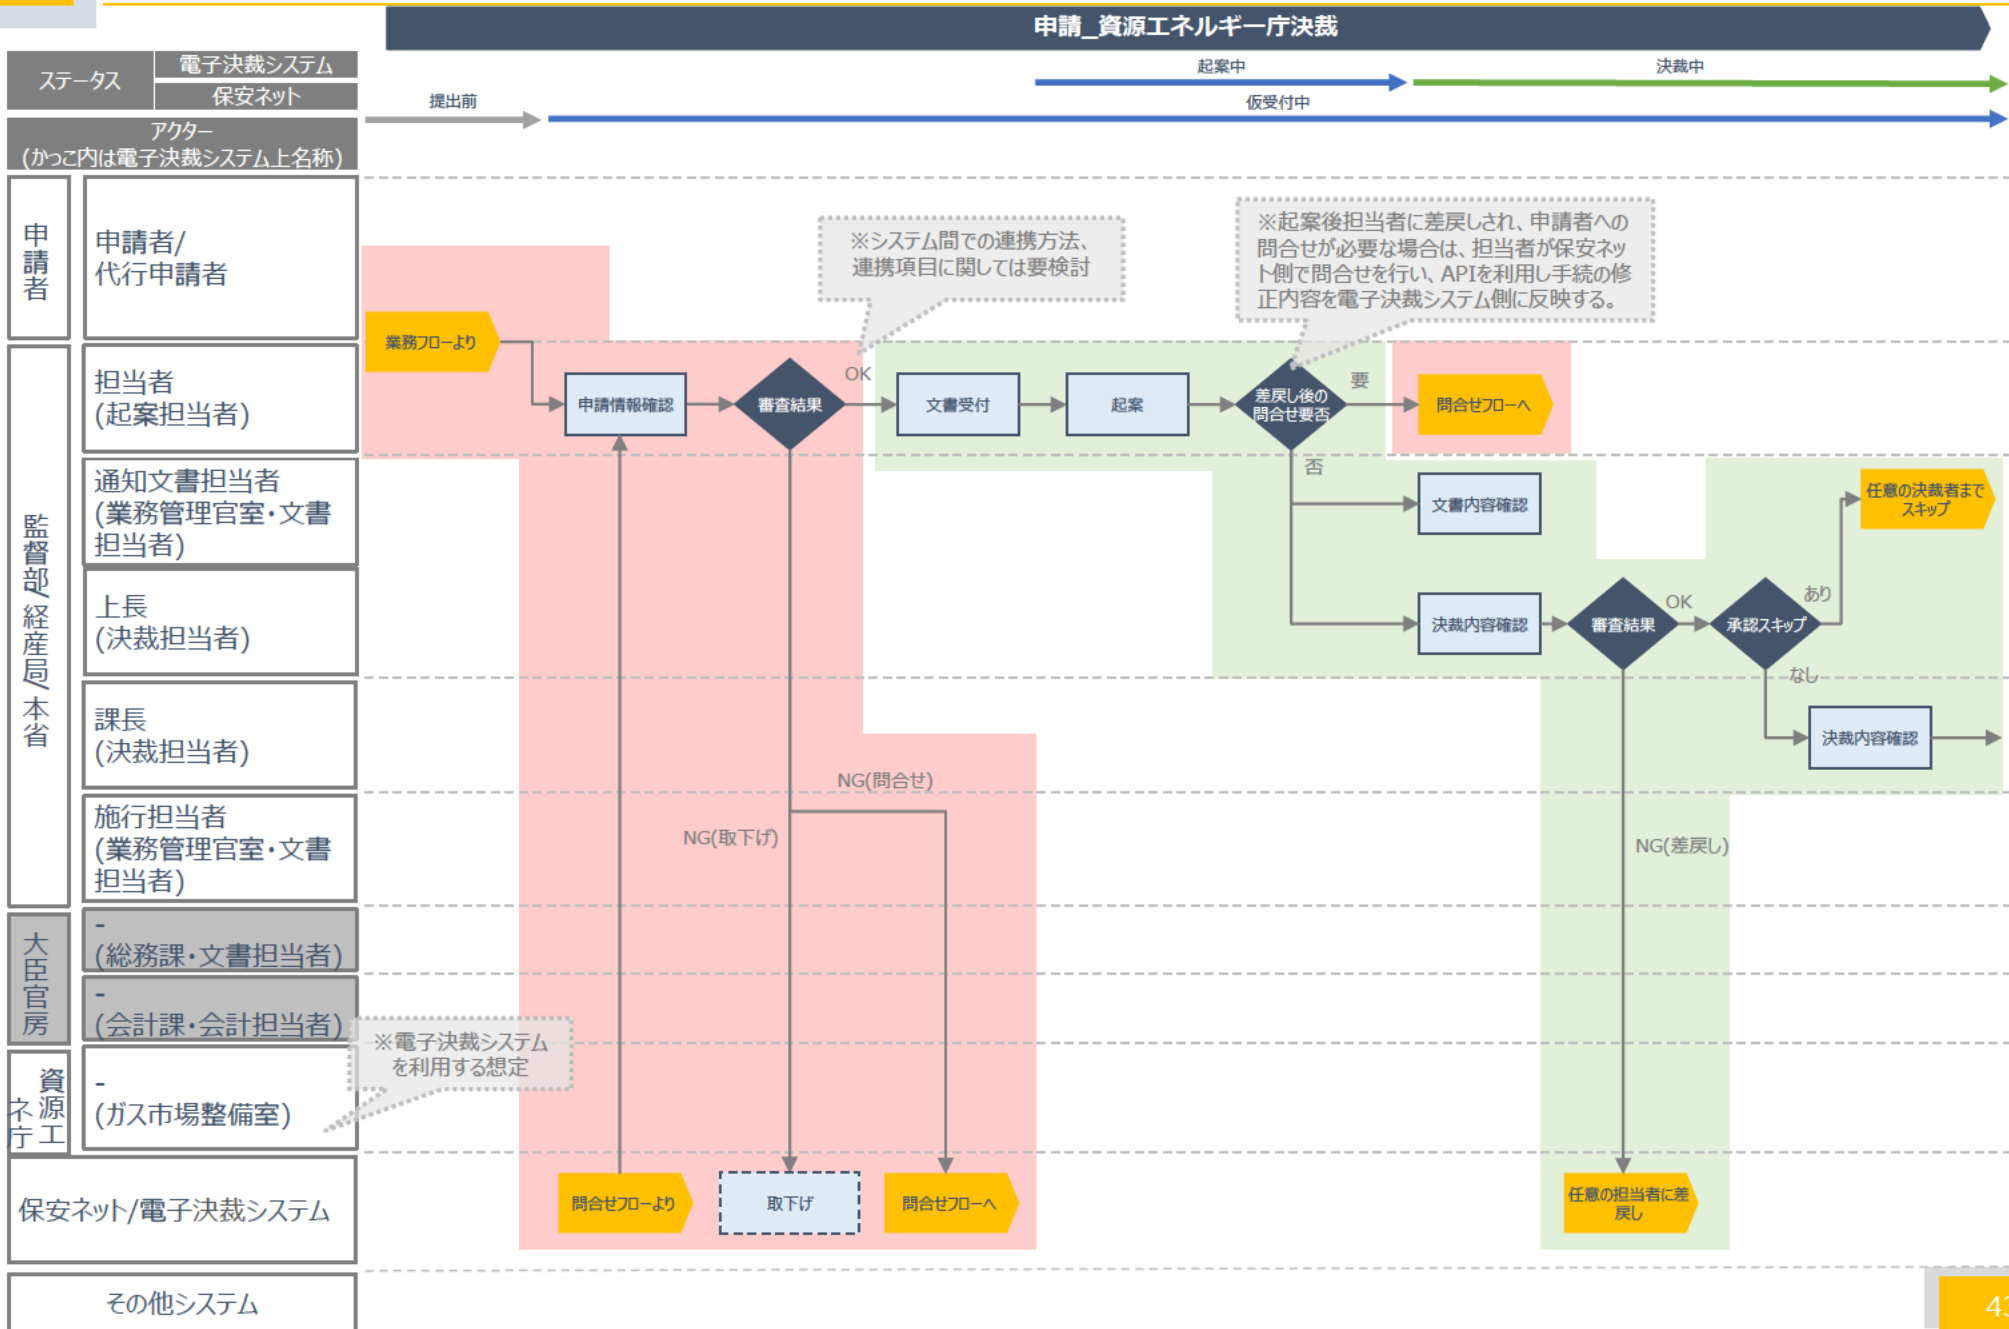 申請_資源エネルギー庁決裁
ステータス
電子決裁システム
保安ネット
起案中
決裁中
提出前
仮受付中
アクター
(かっこ内は電子決裁システム上名称)
申請者
申請者/
代行申請者
※システム間での連携方法、
連携項目に関しては要検討
※起案後担当者に差戻しされ、申請者への
問合せが必要な場合は、担当者が保安ネッ
ト側で問合せを行い、APIを利用し手続の修
正内容を電子決裁システム側に反映する。
業務フローより
監督部/経産局/本省
担当者
(起案担当者)
申請情報確認
審査結果
OK
文書受付
起案
差戻し後の
問合せ要否
要
問合せフローへ
否
通知文書担当者
(業務管理官室・文書
担当者)
文書内容確認
任意の決裁者まで
スキップ
上長
(決裁担当者)
決裁内容確認
審査結果
OK
承認スキップ
あり
なし
課長
(決裁担当者)
決裁内容確認
NG(問合せ)
施行担当者
(業務管理官室・文書
担当者)
NG(取下げ)
NG(差戻し)
大臣官房
-
(総務課・文書担当者)
-
(会計課・会計担当者)
※電子決裁システム
を利用する想定
資源エ
ネ庁
-
(ガス市場整備室)
保安ネット/電子決裁システム
問合せフローより
取下げ
問合せフローへ
任意の担当者に差
戻し
その他システム
43